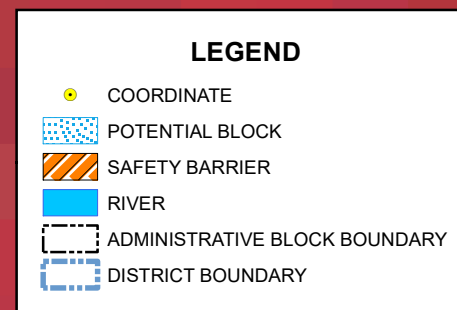 LEGEND
COORDINATE
POTENTIAL BLOCK
SAFETY BARRIER
RIVER
ADMINISTRATIVE BLOCK BOUNDARY
DISTRICT BOUNDARY